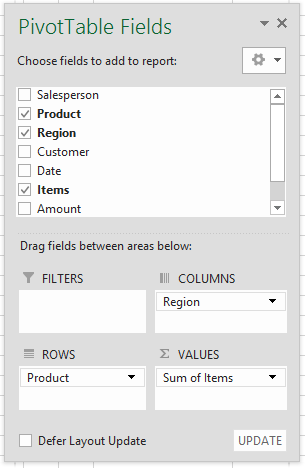 PivotTable Fields
Choose fields to add to report:
Salesperson
Product
Region
Customer
Date
Items
Amount
Drag fields between areas below:
FILTERS
COLUMNS
Region
ROWS
VALUES
Product
Sum of Items
Defer Layout Update
UPDATE